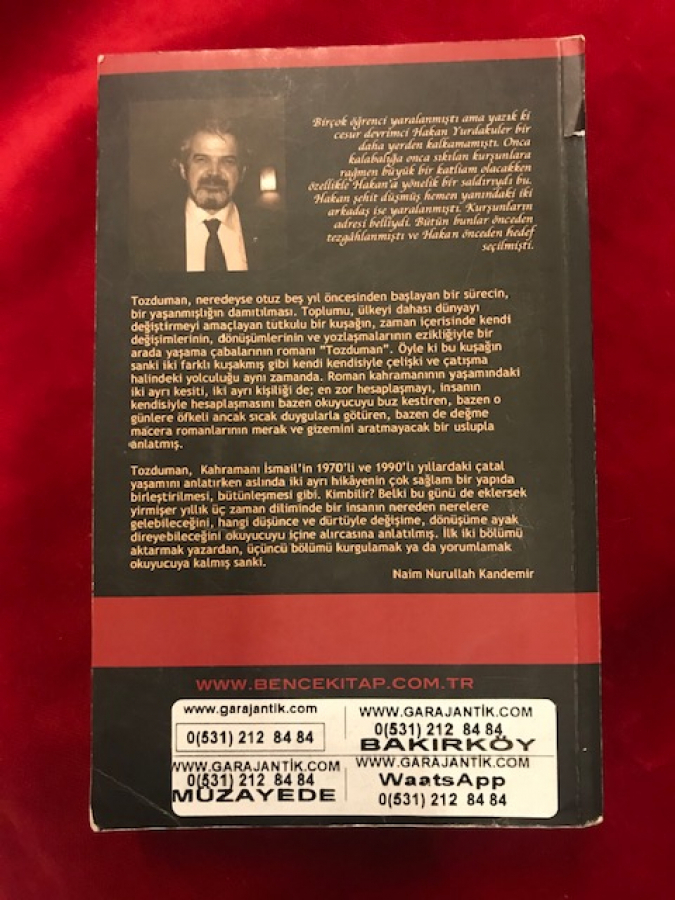 Birçok öğrenci yaralanmıştı ama yazık ki
cesur devrimci Hakan Yurdakuler bir
daha yerden kalkamamıştı. Onca
kalabalığa onca sıkılan kurşunlara
rağmen büyük bir katliam olacakken
özellikle Hakan'a yönelik bir saldırıydı bu.
Hakan şehit düşmüş hemen yanındaki iki
arkadaş ise yaralanmıştı. Kurşunların
adresi belliydi. Bütün bunlar önceden
tezgâhlanmıştı ve Hakan önceden hedef
seçilmişti.
Tozduman, neredeyse otuz beş yıl öncesinden başlayan bir sürecin,
bir yaşanmışlığın damıtılması. Toplumu, ülkeyi dahası dünyayı
değiştirmeyi amaçlayan tutkulu bir kuşağın, zaman içerisinde kendi
değişimlerinin, dönüşümlerinin ve yozlaşmalarının ezikliğiyle bir
arada yaşama çabalarının romanı "Tozduman". Öyle ki bu kuşağın
sanki iki farklı kuşakmış gibi kendi kendisiyle çelişki ve çatışma
halindeki yolculuğu aynı zamanda. Roman kahramanının yaşamındaki
iki ayrı kesiti, iki ayrı kişiliği de; en zor hesaplaşmayı, insanın
kendisiyle hesaplaşmasını bazen okuyucuyu buz kestiren, bazen o
günlere öfkeli ancak sıcak duygularla götüren, bazen de değme
macera romanlarının merak ve gizemini aratmayacak bir uslupla
anlatmış.
Tozduman, Kahramanı İsmail'in 1970'li ve 1990'lı yıllardaki çatal
yaşamını anlatırken aslında iki ayrı hikâyenin çok sağlam bir yapıda
birleştirilmesi, bütünleşmesi gibi. Kimbilir? Belki bu günü de eklersek
yirmişer yıllık üç zaman diliminde bir insanın nereden nerelere
gelebileceğini, hangi düşünce ve dürtüyle değişime, dönüşüme ayak
direyebileceğini okuyucuyu içine alırcasına anlatılmış. İlk iki bölümü
aktarmak yazardan, üçüncü bölümü kurgulamak ya da yorumlamak
okuyucuya kalmış sanki.
Naim Nurullah Kandemir
WWW.BENCEKITAP.COM.TR
www.garajantik.com
0(531) 212 84 84
WWW.GARAJANTİK.COM
0(531) 212 84 84
BAKIRKÖY
WWW.GARAJANTİK.COM
0(531) 212 84 84
MÜZAYEDE
WWW.GARAJANTİK.COM
WaatsApp
0(531) 212 84 84